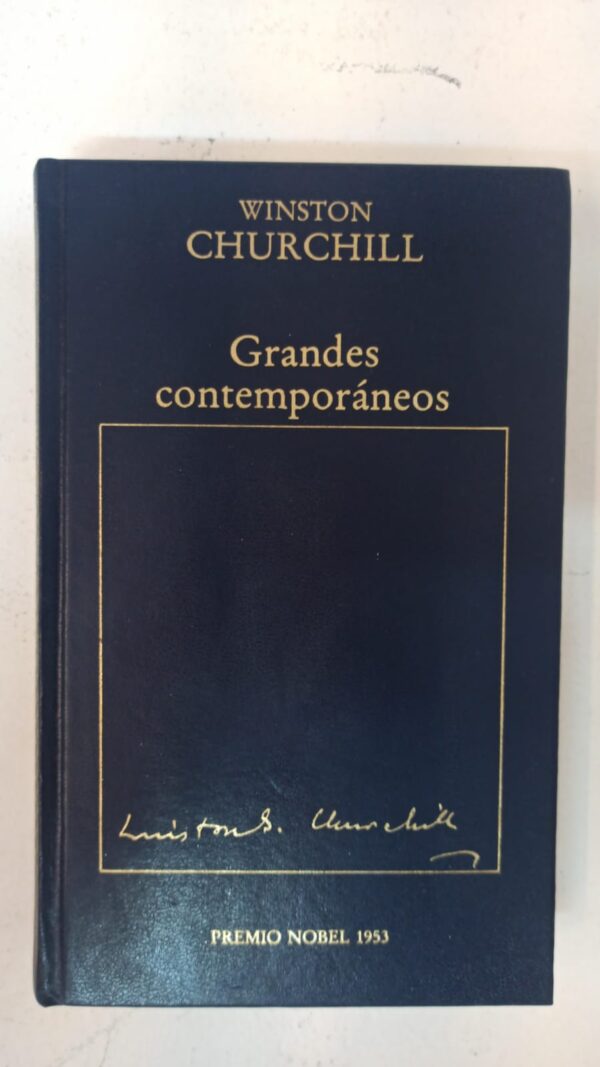 WINSTON
CHURCHILL
Grandes
contemporáneos
Winston S. Churchill
PREMIO NOBEL 1953